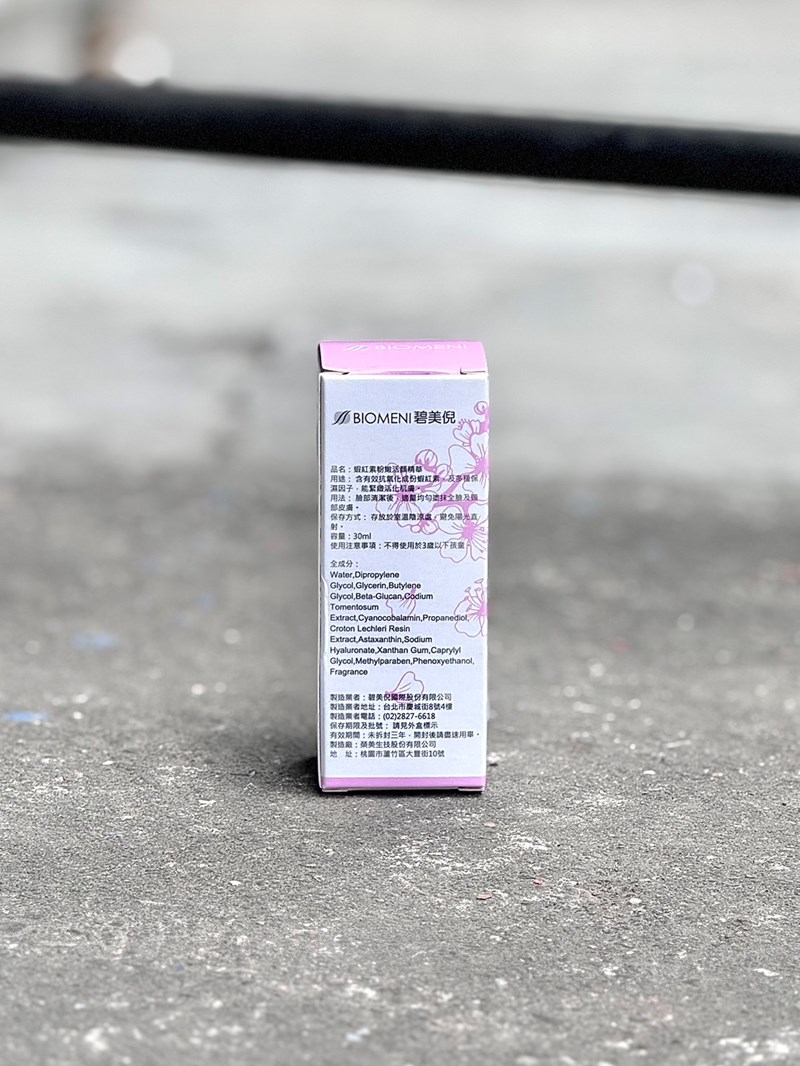 BIOMENI
BIOMENI 碧美倪
品名：蝦紅素粉嫩活顏精華
用途：含有效抗氧化成份蝦紅素，及多種保
濕因子，能緊緻活化肌膚。
用法：臉部清潔後，適量均勻塗抹全臉及頸
部皮膚。
保存方式：存放於室溫陰涼處，避免陽光直
射。
容量：30ml
使用注意事項：不得使用於3歲以下孩童
全成分：
Water,Dipropylene
Glycol,Glycerin,Butylene
Glycol,Beta-Glucan,Codium
Tomentosum
Extract,Cyanocobalamin,Propanediol,
Croton Lechleri Resin
Extract,Astaxanthin,Sodium
Hyaluronate,Xanthan Gum,Caprylyl
Glycol,Methylparaben,Phenoxyethanol,
Fragrance
製造業者：碧美倪國際股份有限公司
製造業者地址：台北市慶城街8號4樓
製造業者電話：(02)2827-6618
保存期限及批號：請見外盒標示
有效期間：未拆封三年，開封後請盡速用畢。
製造廠：榮美生技股份有限公司
地　址：桃園市蘆竹區大豐街10號